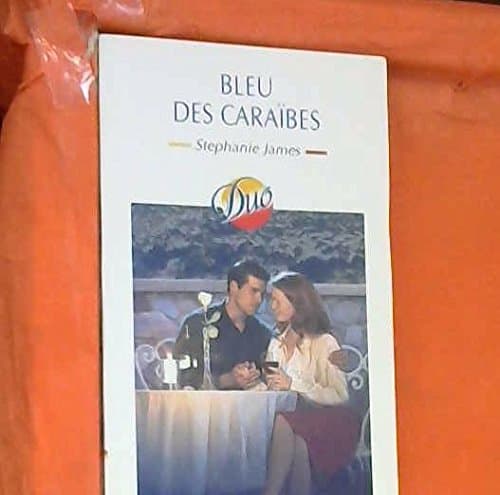 BLEU
DES CARAÏBES
Stephanie James
Duo